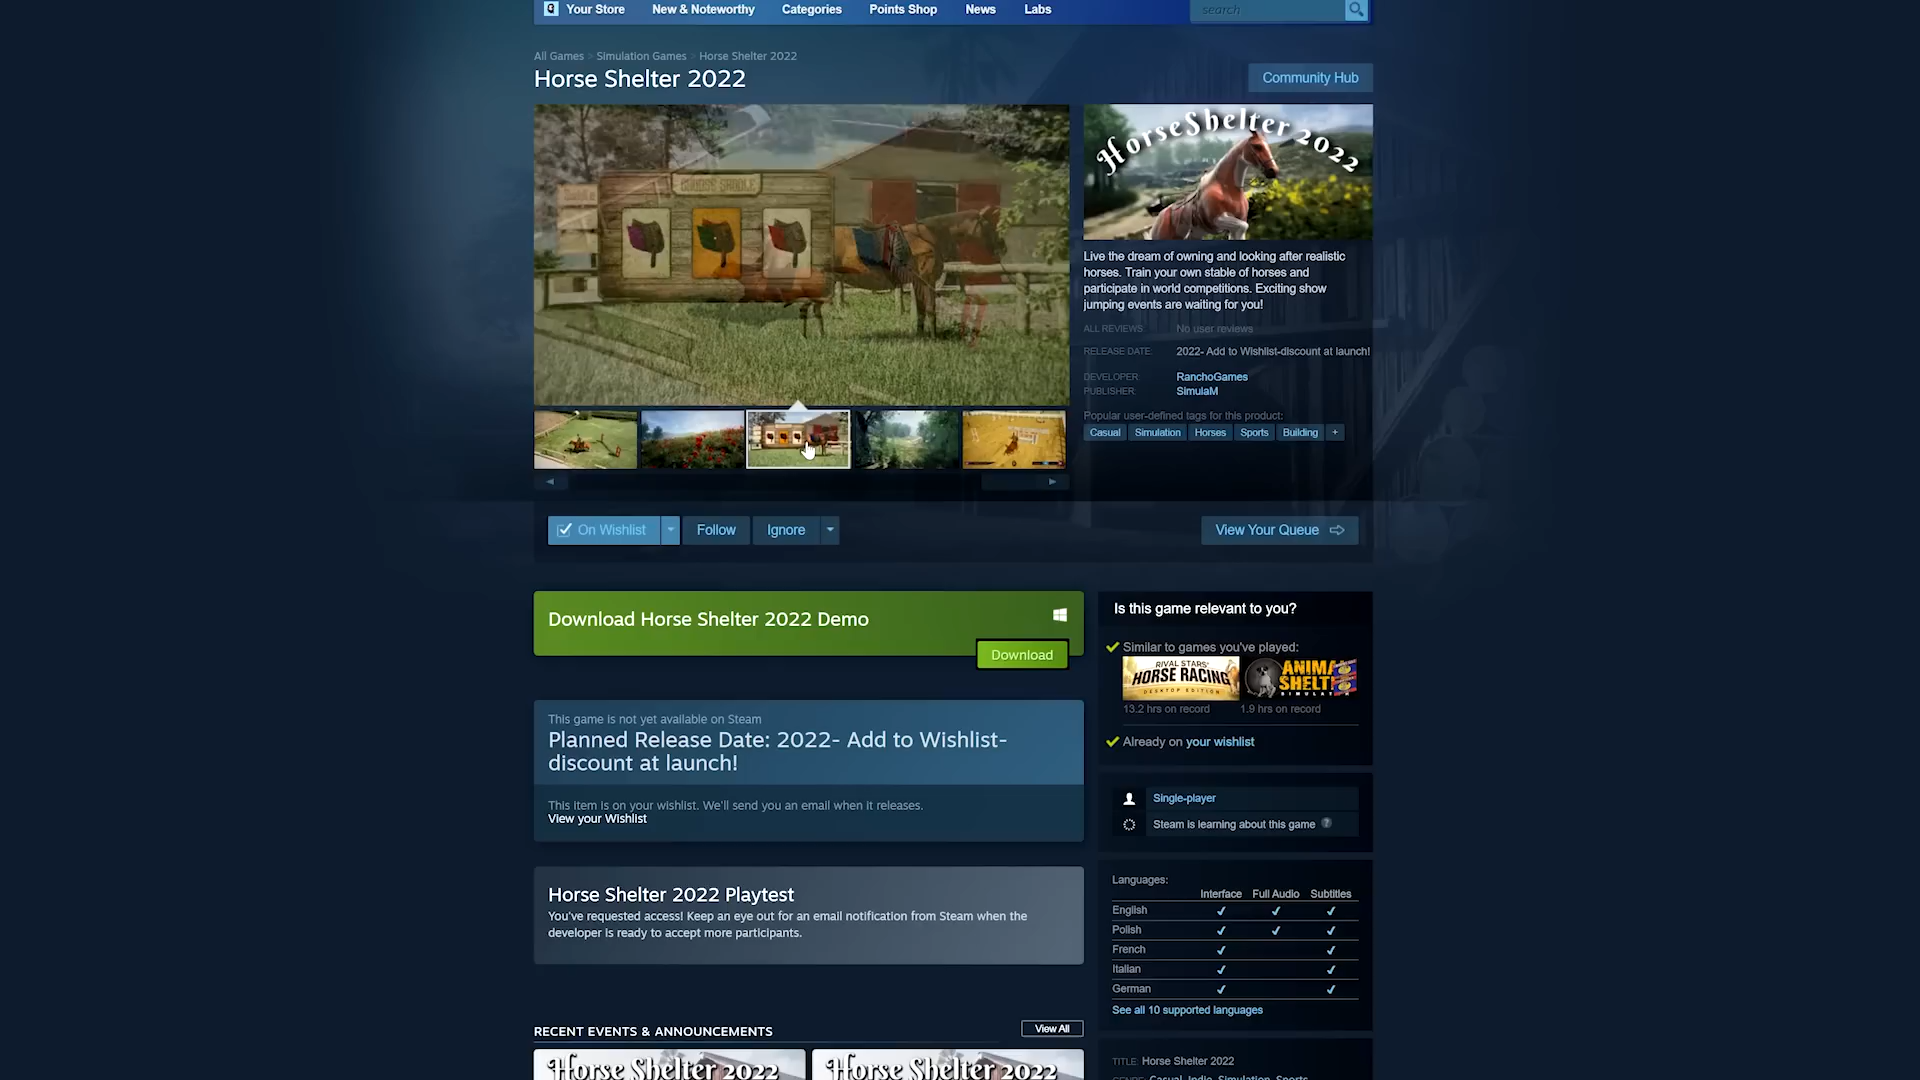 Your Store
New & Noteworthy
Categories
Points Shop
News
Labs
search
All Games > Simulation Games > Horse Shelter 2022
Horse Shelter 2022
Community Hub
CHOOSE SADDLE
HorseShelter 2022
Live the dream of owning and looking after realistic
horses. Train your own stable of horses and
participate in world competitions. Exciting show
jumping events are waiting for you!
ALL REVIEWS: No user reviews
RELEASE DATE: 2022- Add to Wishlist-discount at launch!
DEVELOPER: RanchoGames
PUBLISHER: SimulaM
Popular user-defined tags for this product:
Casual Simulation Horses Sports Building +
On Wishlist
Follow
Ignore
View Your Queue
Download Horse Shelter 2022 Demo
Download
This game is not yet available on Steam
Planned Release Date: 2022- Add to Wishlist-
discount at launch!
This item is on your wishlist. We'll send you an email when it releases.
View your Wishlist
Horse Shelter 2022 Playtest
You've requested access! Keep an eye out for an email notification from Steam when the
developer is ready to accept more participants.
RECENT EVENTS & ANNOUNCEMENTS
View All
Horse Shelter 2022
Horse Shelter 2022
Is this game relevant to you?
Similar to games you've played:
RIVAL STARS
HORSE RACING
DESKTOP EDITION
13.2 hrs on record
1.9 hrs on record
Already on your wishlist
Single-player
Steam is learning about this game ?
Languages:
Interface Full Audio Subtitles
English ✔ ✔ ✔
Polish ✔ ✔ ✔
French ✔ ✔
Italian ✔ ✔
German ✔ ✔
See all 10 supported languages
TITLE: Horse Shelter 2022
GENRE: Casual, Indie, Simulation, Sports